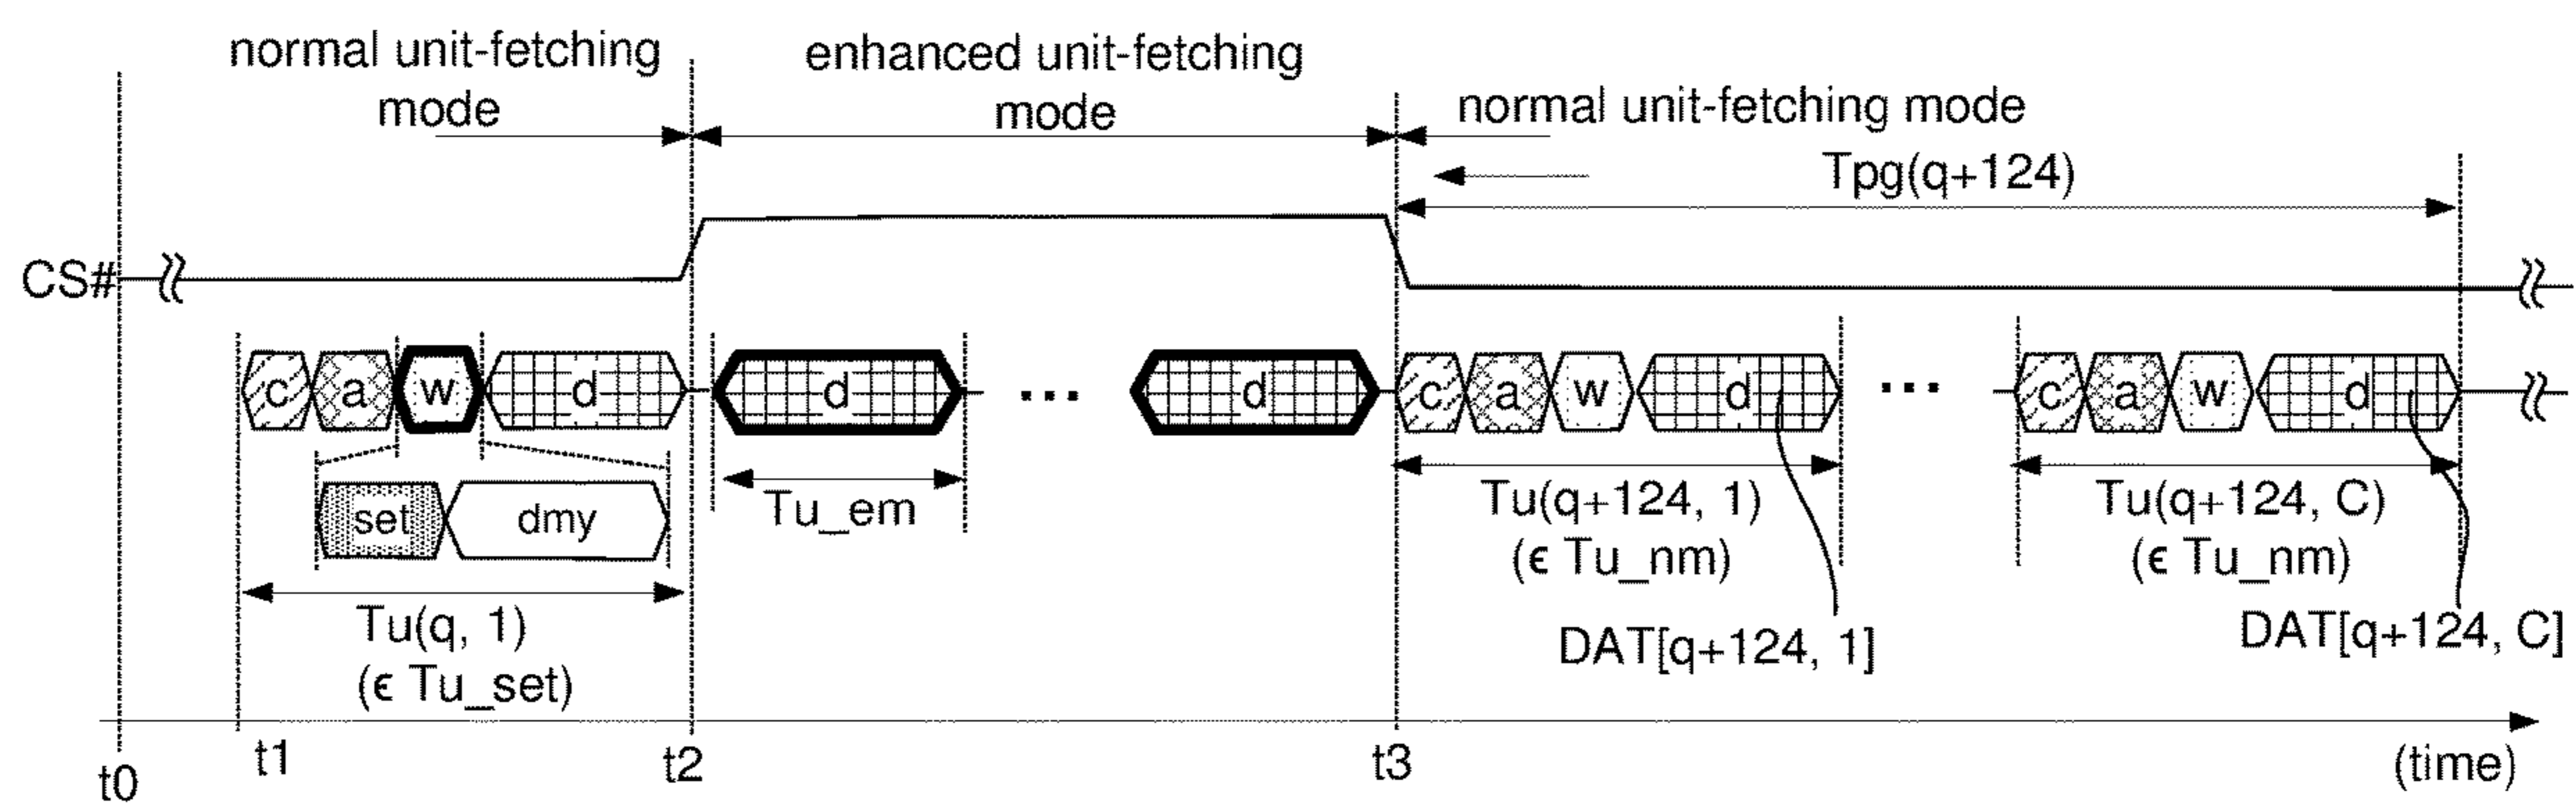 normal unit-fetching
mode
enhanced unit-fetching
mode
normal unit-fetching mode
Tpg(q+124)
CS#
c a w d d ... d c a w d ... c a w d
set dmy
Tu_em
Tu(q+124, 1)
(ϵ Tu_nm)
Tu(q+124, C)
(ϵ Tu_nm)
Tu(q, 1)
(ϵ Tu_set)
DAT[q+124, 1]
DAT[q+124, C]
t0
t1
t2
t3
(time)